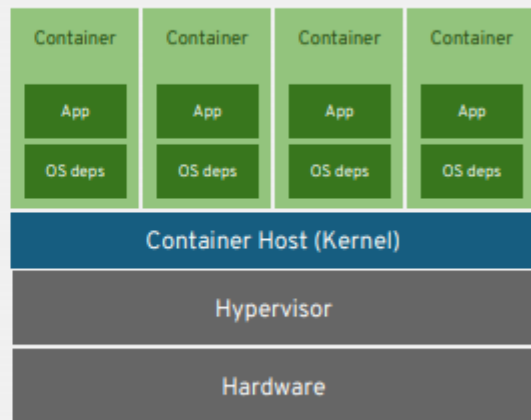 Container Container Container Container
App App App App
OS deps OS deps OS deps OS deps
Container Host (Kernel)
Hypervisor
Hardware